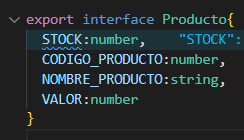 export interface Producto{
STOCK:number,    "STOCK":
CODIGO_PRODUCTO:number,
NOMBRE_PRODUCTO:string,
VALOR:number
}